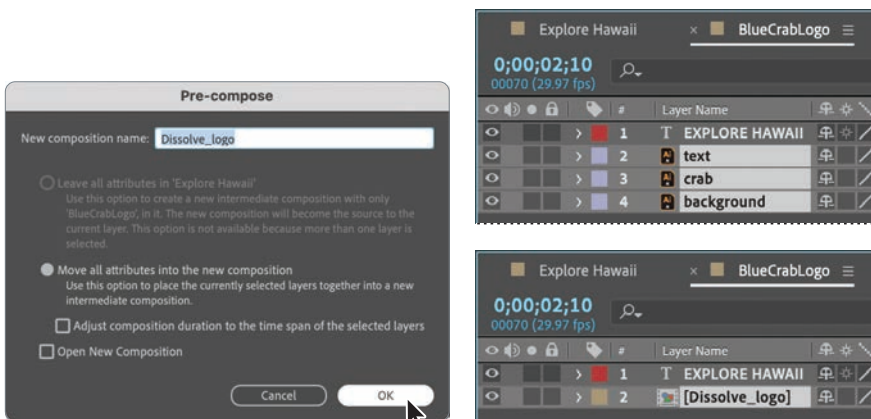 Pre-compose
New composition name: Dissolve_logo
Leave all attributes in 'Explore Hawaii'
Use this option to create a new intermediate composition with only
'BlueCrabLogo', in it. The new composition will become the source to the
current layer. This option is not available because more than one layer is
selected.
Move all attributes into the new composition
Use this option to place the currently selected layers together into a new
intermediate composition.
Adjust composition duration to the time span of the selected layers
Open New Composition
Cancel OK
Explore Hawaii × BlueCrabLogo
0;00;02;10
00070 (29.97 fps)
# Layer Name
1 T EXPLORE HAWAII
2 Ai text
3 Ai crab
4 Ai background
Explore Hawaii × BlueCrabLogo
0;00;02;10
00070 (29.97 fps)
# Layer Name
1 T EXPLORE HAWAII
2 [Dissolve_logo]